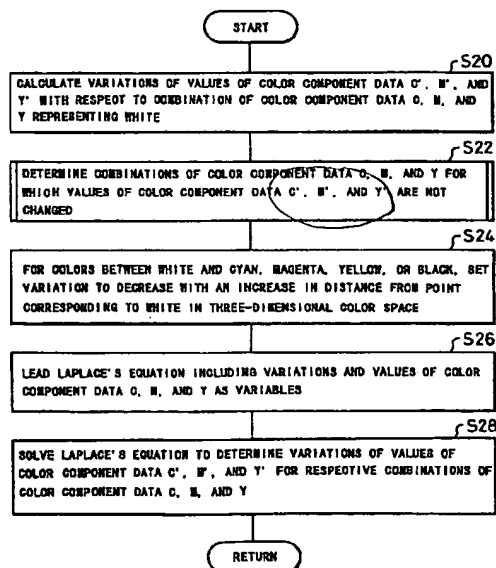 START
S20
CALCULATE VARIATIONS OF VALUES OF COLOR COMPONENT DATA C', M', AND
Y' WITH RESPECT TO COMBINATION OF COLOR COMPONENT DATA C, M, AND
Y REPRESENTING WHITE
S22
DETERMINE COMBINATIONS OF COLOR COMPONENT DATA C, M, AND Y FOR
WHICH VALUES OF COLOR COMPONENT DATA C', M', AND Y' ARE NOT
CHANGED
S24
FOR COLORS BETWEEN WHITE AND CYAN, MAGENTA, YELLOW, OR BLACK, SET
VARIATION TO DECREASE WITH AN INCREASE IN DISTANCE FROM POINT
CORRESPONDING TO WHITE IN THREE-DIMENSIONAL COLOR SPACE
S26
LEAD LAPLACE'S EQUATION INCLUDING VARIATIONS AND VALUES OF COLOR
COMPONENT DATA C, M, AND Y AS VARIABLES
S28
SOLVE LAPLACE'S EQUATION TO DETERMINE VARIATIONS OF VALUES OF
COLOR COMPONENT DATA C', M', AND Y' FOR RESPECTIVE COMBINATIONS OF
COLOR COMPONENT DATA C, M, AND Y
RETURN